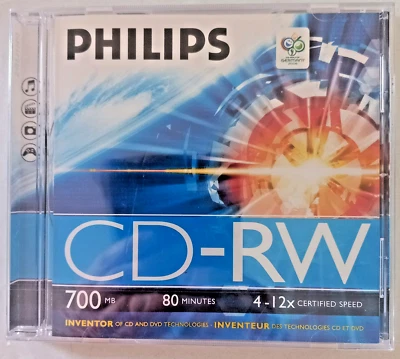 PHILIPS
GERMANY
CD-RW
700 MB 80 MINUTES 4-12x CERTIFIED SPEED
INVENTOR OF CD AND DVD TECHNOLOGIES · INVENTEUR DES TECHNOLOGIES CD ET DVD